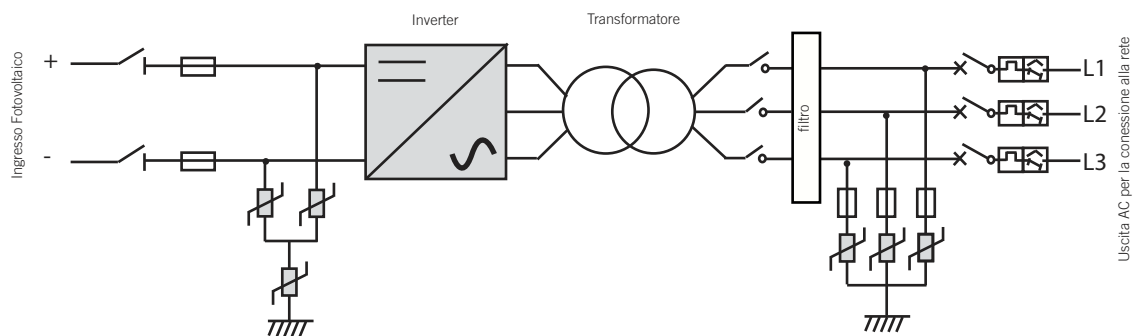 Inverter
Transformatore
Ingresso Fotovoltaico
+
-
filtro
L1
L2
L3
Uscita AC per la conessione alla rete